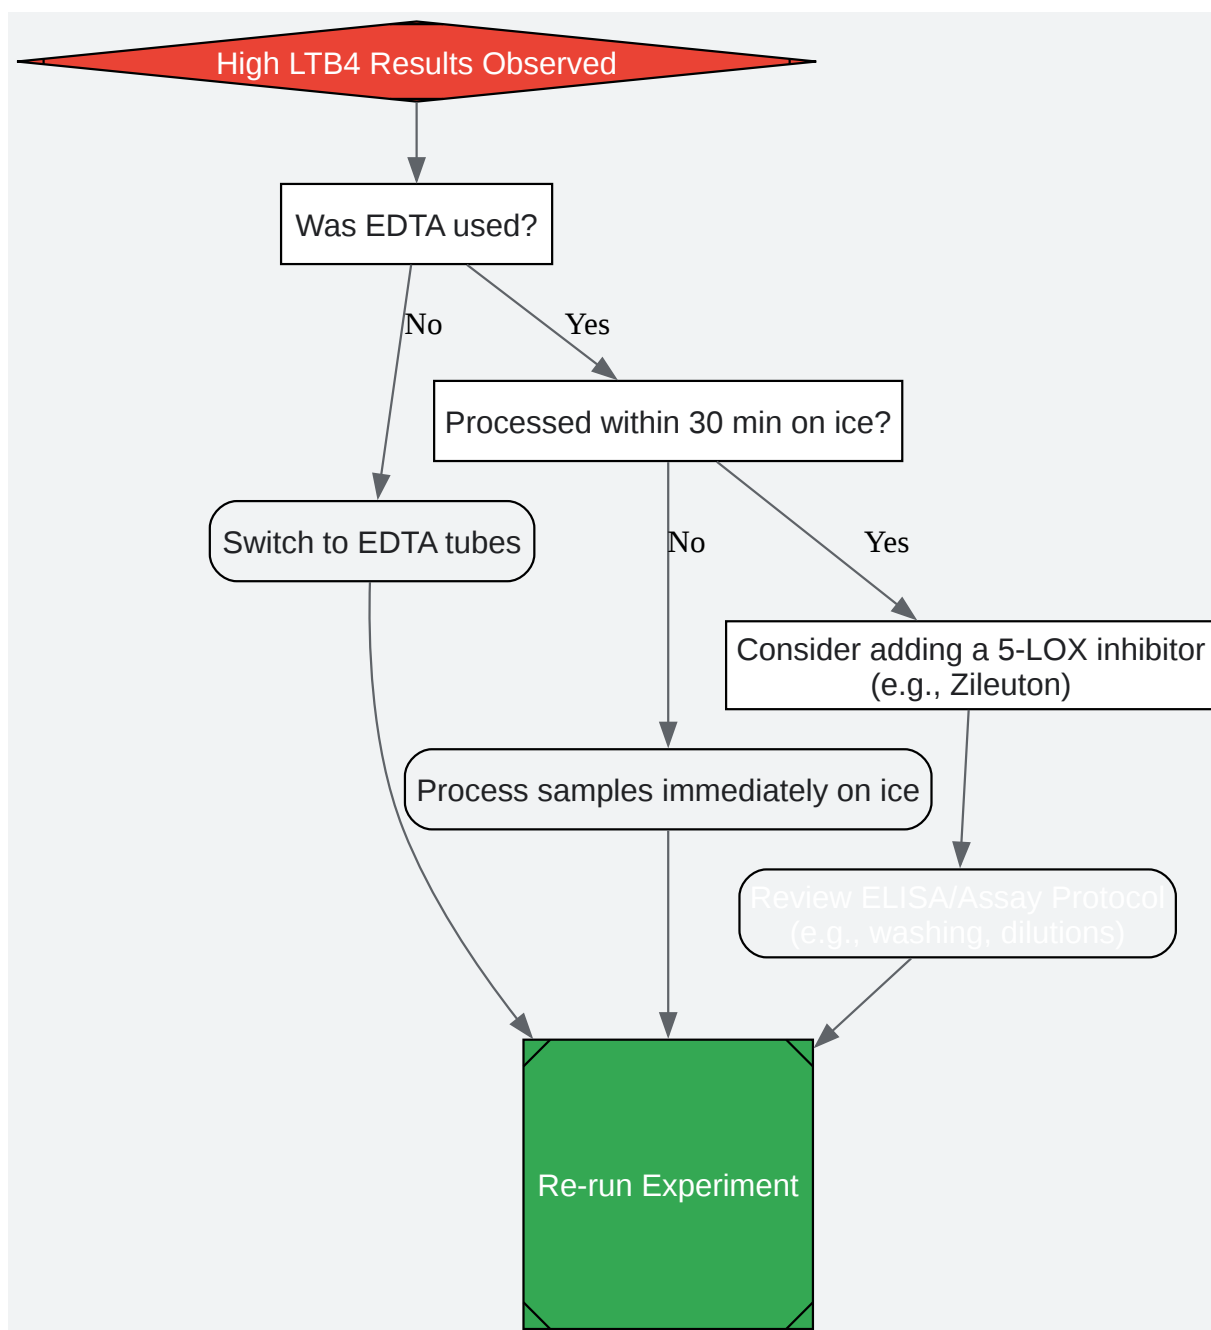 High LTB4 Results Observed
Was EDTA used?
No
Yes
Processed within 30 min on ice?
Switch to EDTA tubes
No
Yes
Consider adding a 5-LOX inhibitor
(e.g., Zileuton)
Process samples immediately on ice
Review ELISA/Assay Protocol
(e.g., washing, dilutions)
Re-run Experiment